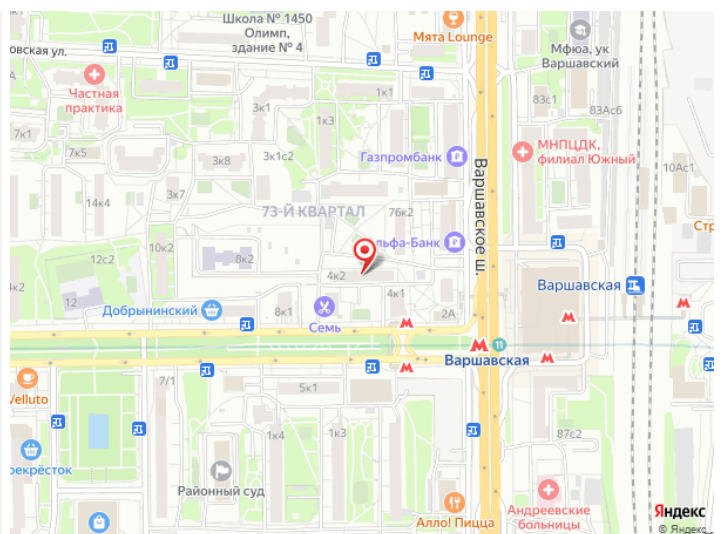 Школа № 1450
Олимп,
здание № 4
Мята Lounge
овская ул.
Мфюа, ук
Варшавский
Частная
практика
83с1
83Ас6
1к1
3к1
1к3
7к1
7к5
3к8
3к1с2
Газпромбанк
МНПЦДК,
филиал Южный
10Ас1
3к7
14к4
73-Й КВАРТАЛ
76к2
Варшавское ш.
Стр
льфа-Банк
10к2
12с2
8к2
4к2
4к1
Варшавская
12
Добрынинский
8к1
Семь
2А
11
Варшавская
7/1
5к1
Velluto
1к4
1к3
87с2
рекрёсток
Районный суд
Алло! Пицца
Андреевские
больницы
Яндекс
© Яндекс